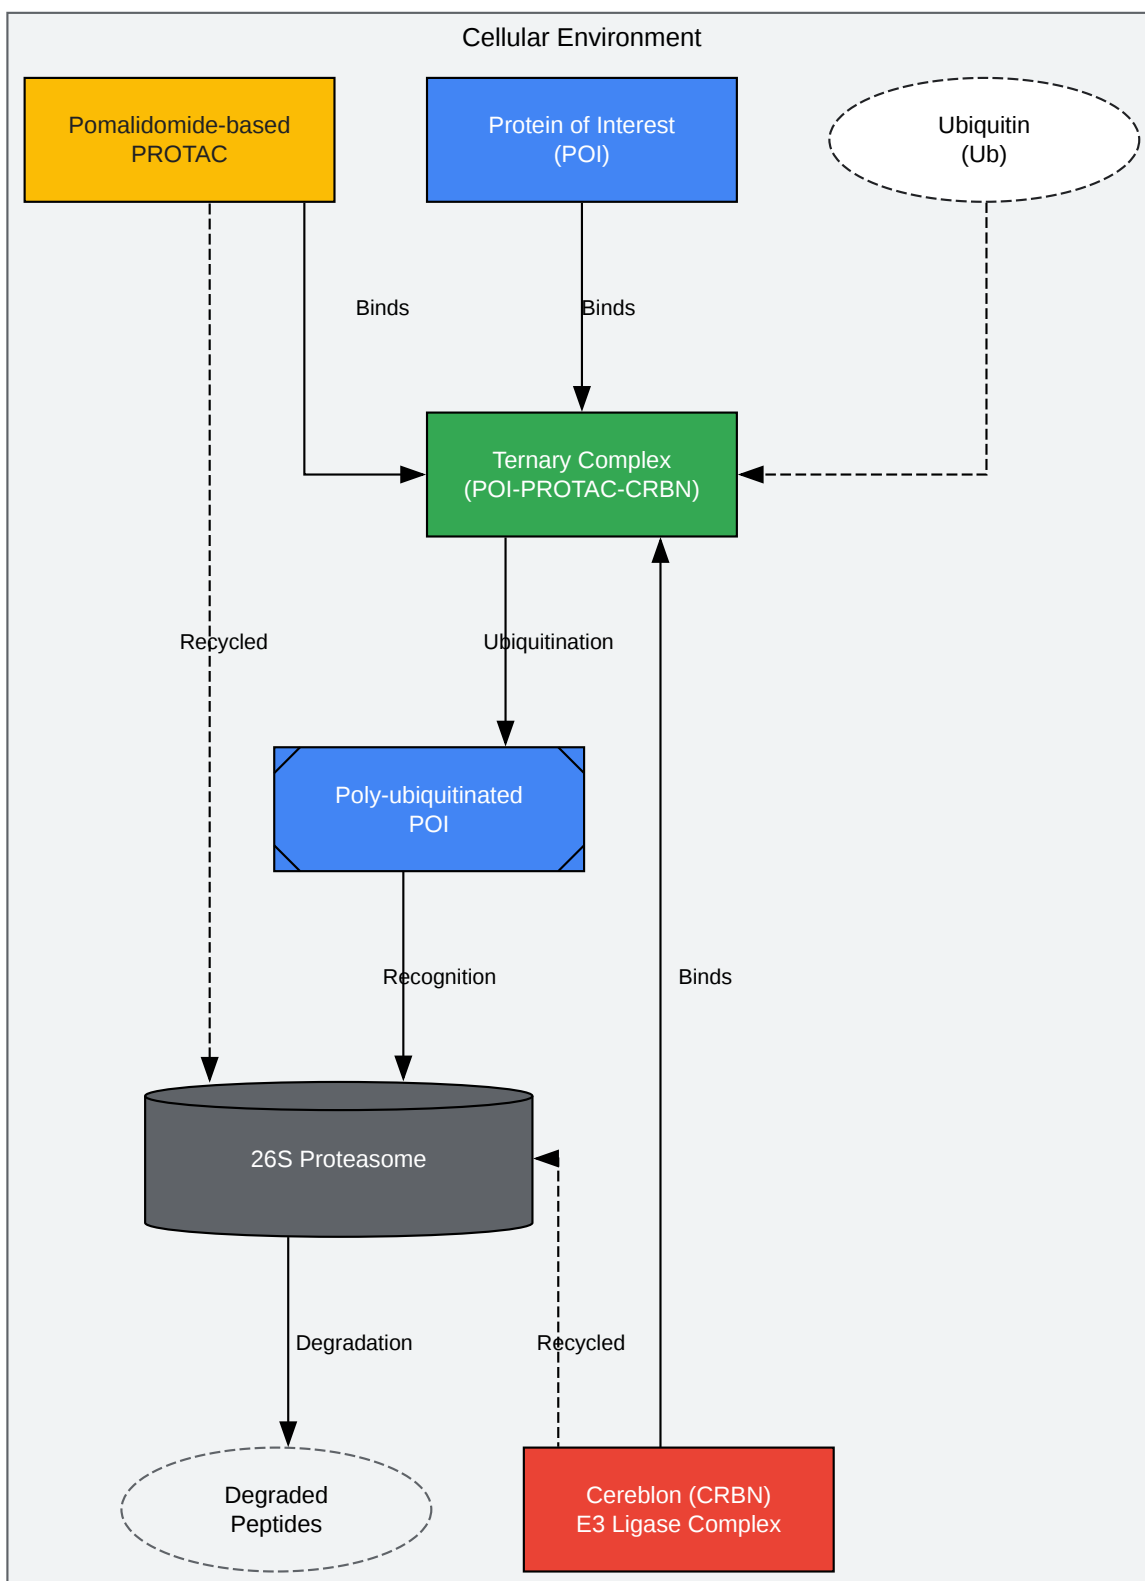 Cellular Environment
Pomalidomide-based
PROTAC
Protein of Interest
(POI)
Ubiquitin
(Ub)
Binds
Binds
Ternary Complex
(POI-PROTAC-CRBN)
Recycled
Ubiquitination
Poly-ubiquitinated
POI
Recognition
Binds
26S Proteasome
Degradation
Recycled
Degraded
Peptides
Cereblon (CRBN)
E3 Ligase Complex